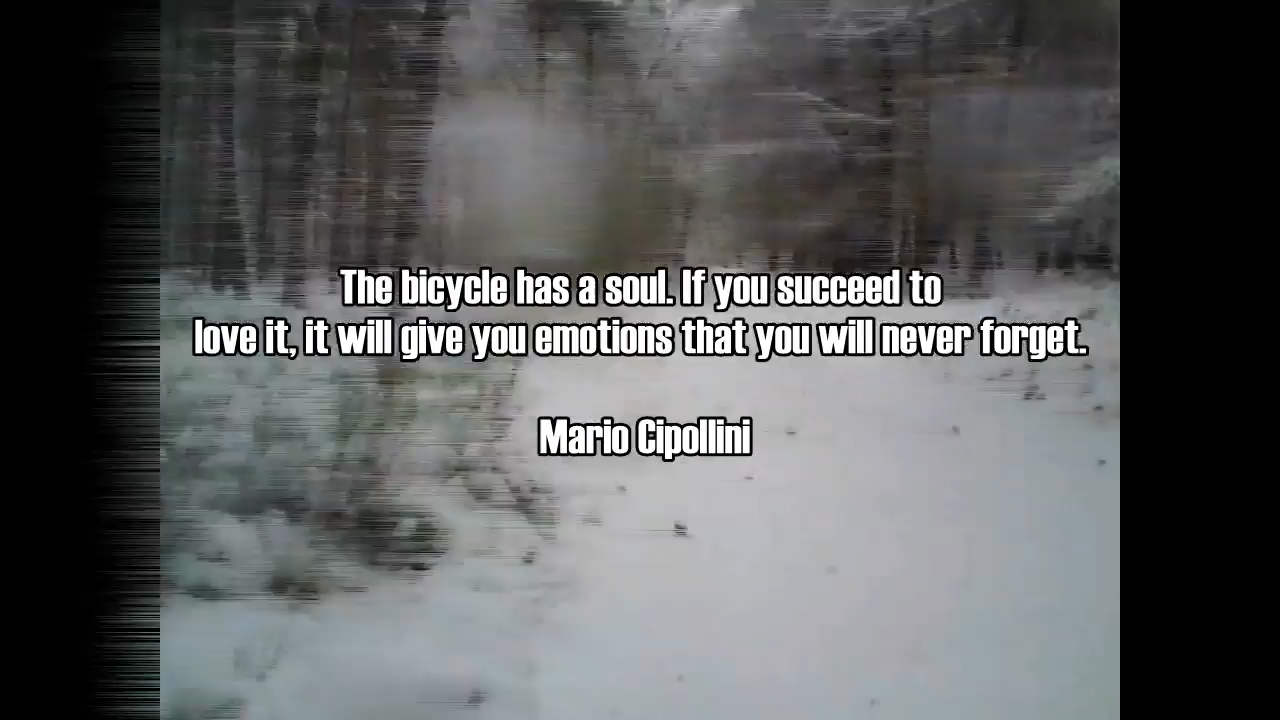 The bicycle has a soul. If you succeed to
love it, it will give you emotions that you will never forget.
Mario Cipollini